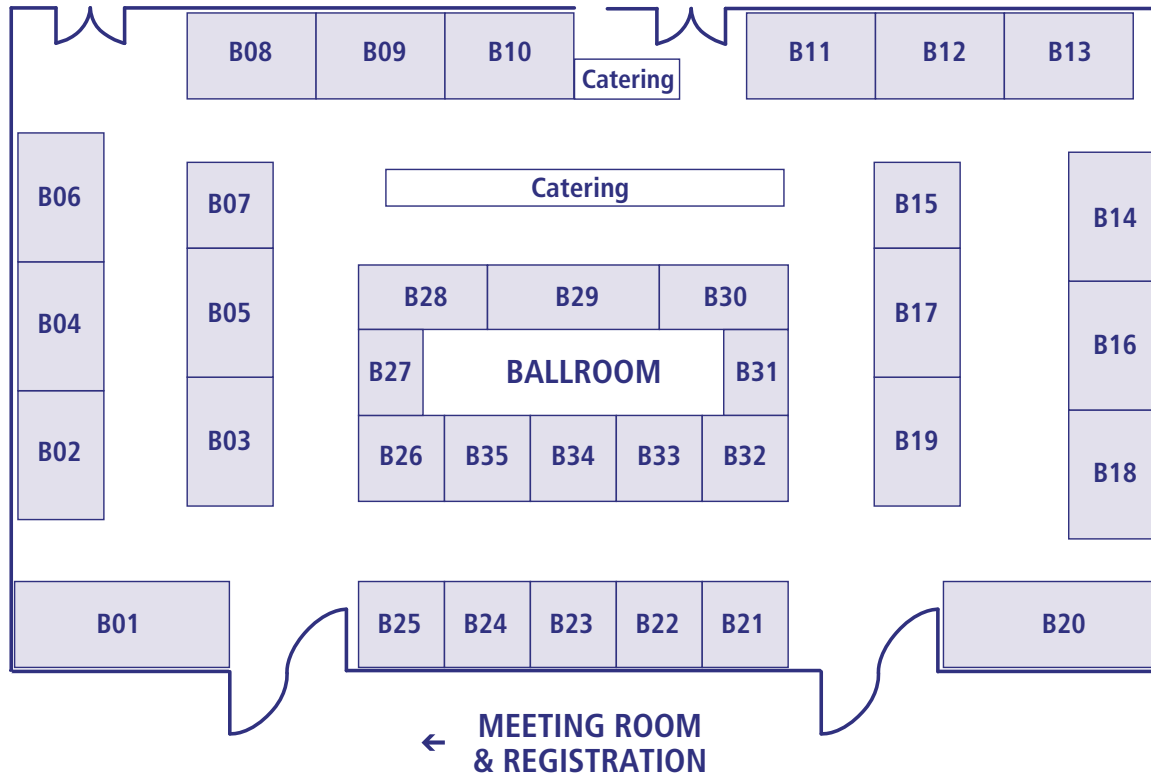 B08 B09 B10 B11 B12 B13
Catering
B06 B07 Catering B15 B14
B28 B29 B30
B04 B05 B17 B16
B27 BALLROOM B31
B02 B03 B26 B35 B34 B33 B32 B19 B18
B01 B25 B24 B23 B22 B21 B20
← MEETING ROOM
& REGISTRATION